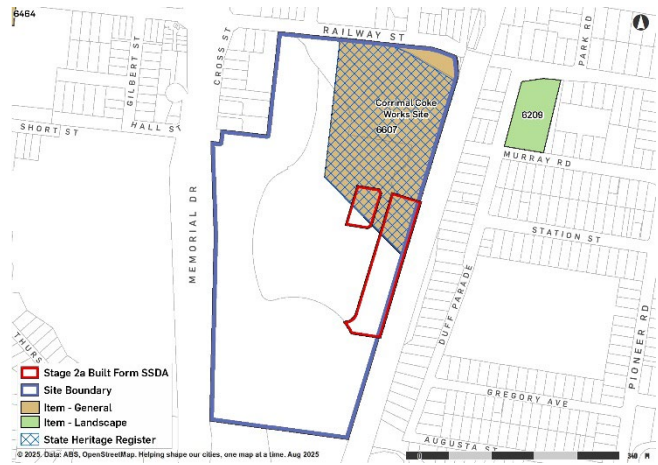 6464
GILBERT ST
CROSS ST
RAILWAY ST
PARK RD
Corrimal Coke
Works Site
6607
6209
SHORT ST
HALL ST
MURRAY RD
MEMORIAL DR
STATION ST
DUFF PARADE
PIONEER RD
THURS
GREGORY AVE
AUGUSTA ST
Stage 2a Built Form SSDA
Site Boundary
Item - General
Item - Landscape
State Heritage Register
© 2025. Data: ABS, OpenStreetMap. Helping shape our cities, one map at a time. Aug 2025
0
M